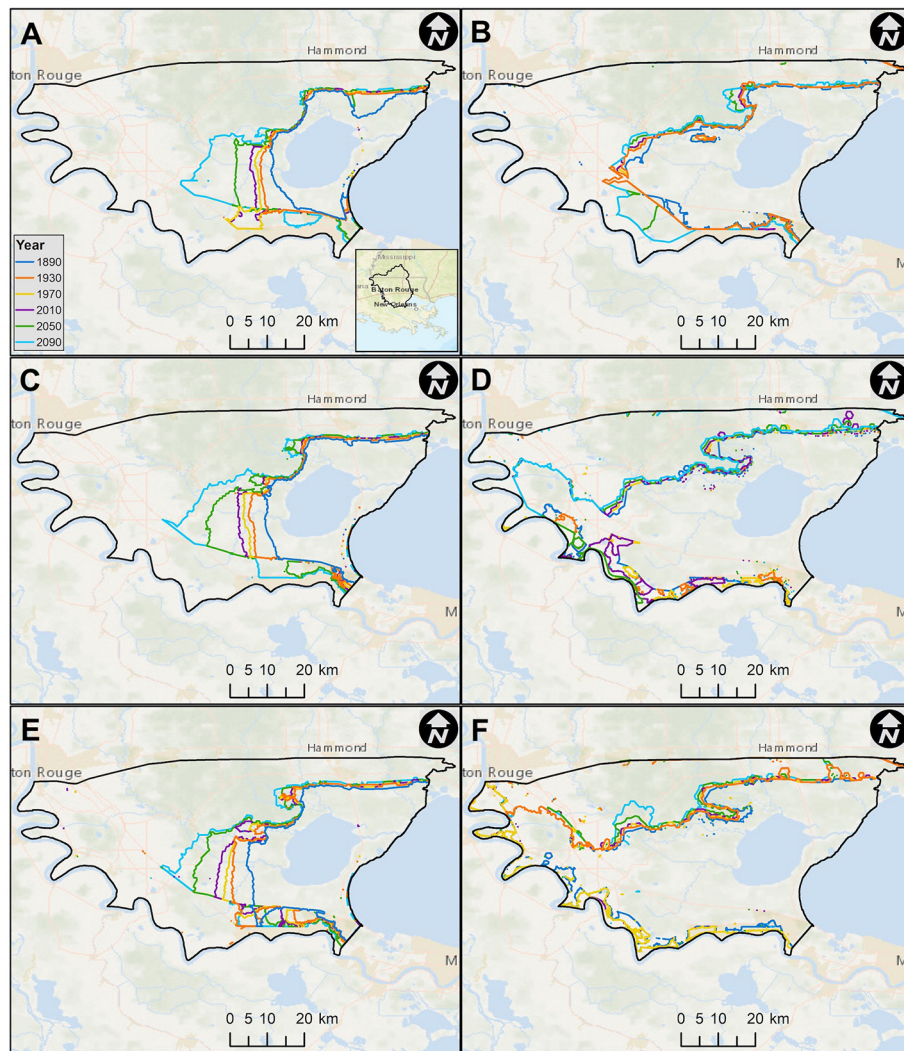 A
Hammond
N
ton Rouge
Year
1890
1930
1970
2010
2050
2090
Mississippi
ana
Baton Rouge
New Orleans
0 5 10 20 km
B
Hammond
N
ton Rouge
M
0 5 10 20 km
C
Hammond
N
ton Rouge
0 5 10 20 km
D
Hammond
N
ton Rouge
M
0 5 10 20 km
E
Hammond
N
ton Rouge
0 5 10 20 km
F
Hammond
N
ton Rouge
M
0 5 10 20 km